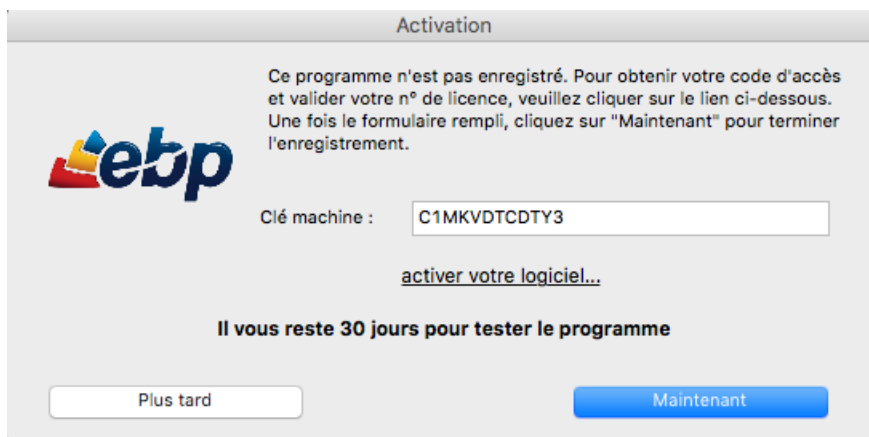 Activation
Ce programme n'est pas enregistré. Pour obtenir votre code d'accès
et valider votre n° de licence, veuillez cliquer sur le lien ci-dessous.
Une fois le formulaire rempli, cliquez sur "Maintenant" pour terminer
l'enregistrement.
ebp
Clé machine : C1MKVDTCDTY3
activer votre logiciel...
Il vous reste 30 jours pour tester le programme
Plus tard Maintenant